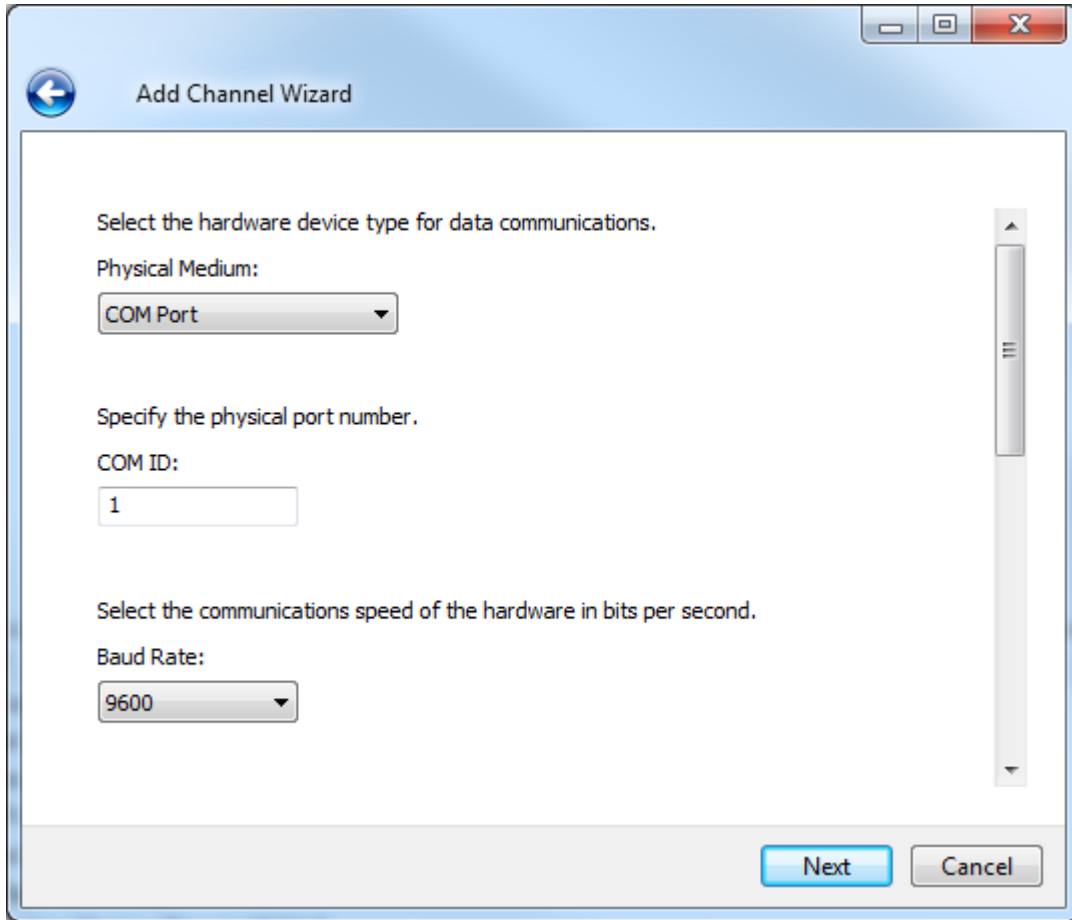 Add Channel Wizard
Select the hardware device type for data communications.
Physical Medium:
COM Port
Specify the physical port number.
COM ID:
1
Select the communications speed of the hardware in bits per second.
Baud Rate:
9600
Next Cancel